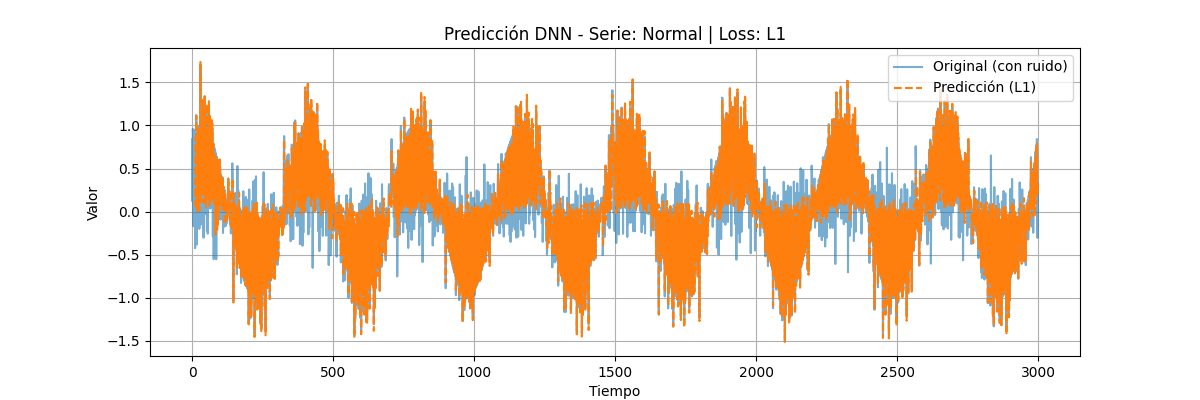 Predicción DNN - Serie: Normal | Loss: L1
Original (con ruido)
Predicción (L1)
Valor
1.5
1.0
0.5
0.0
−0.5
−1.0
−1.5
0 500 1000 1500 2000 2500 3000
Tiempo